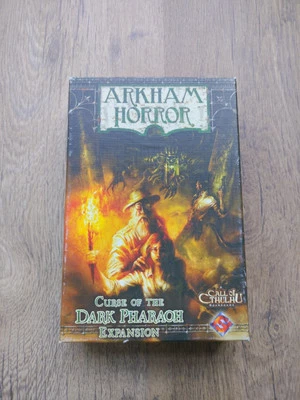 ARKHAM
HORROR
CURSE OF THE
DARK PHARAOH
EXPANSION
CALL of
CTHULHU